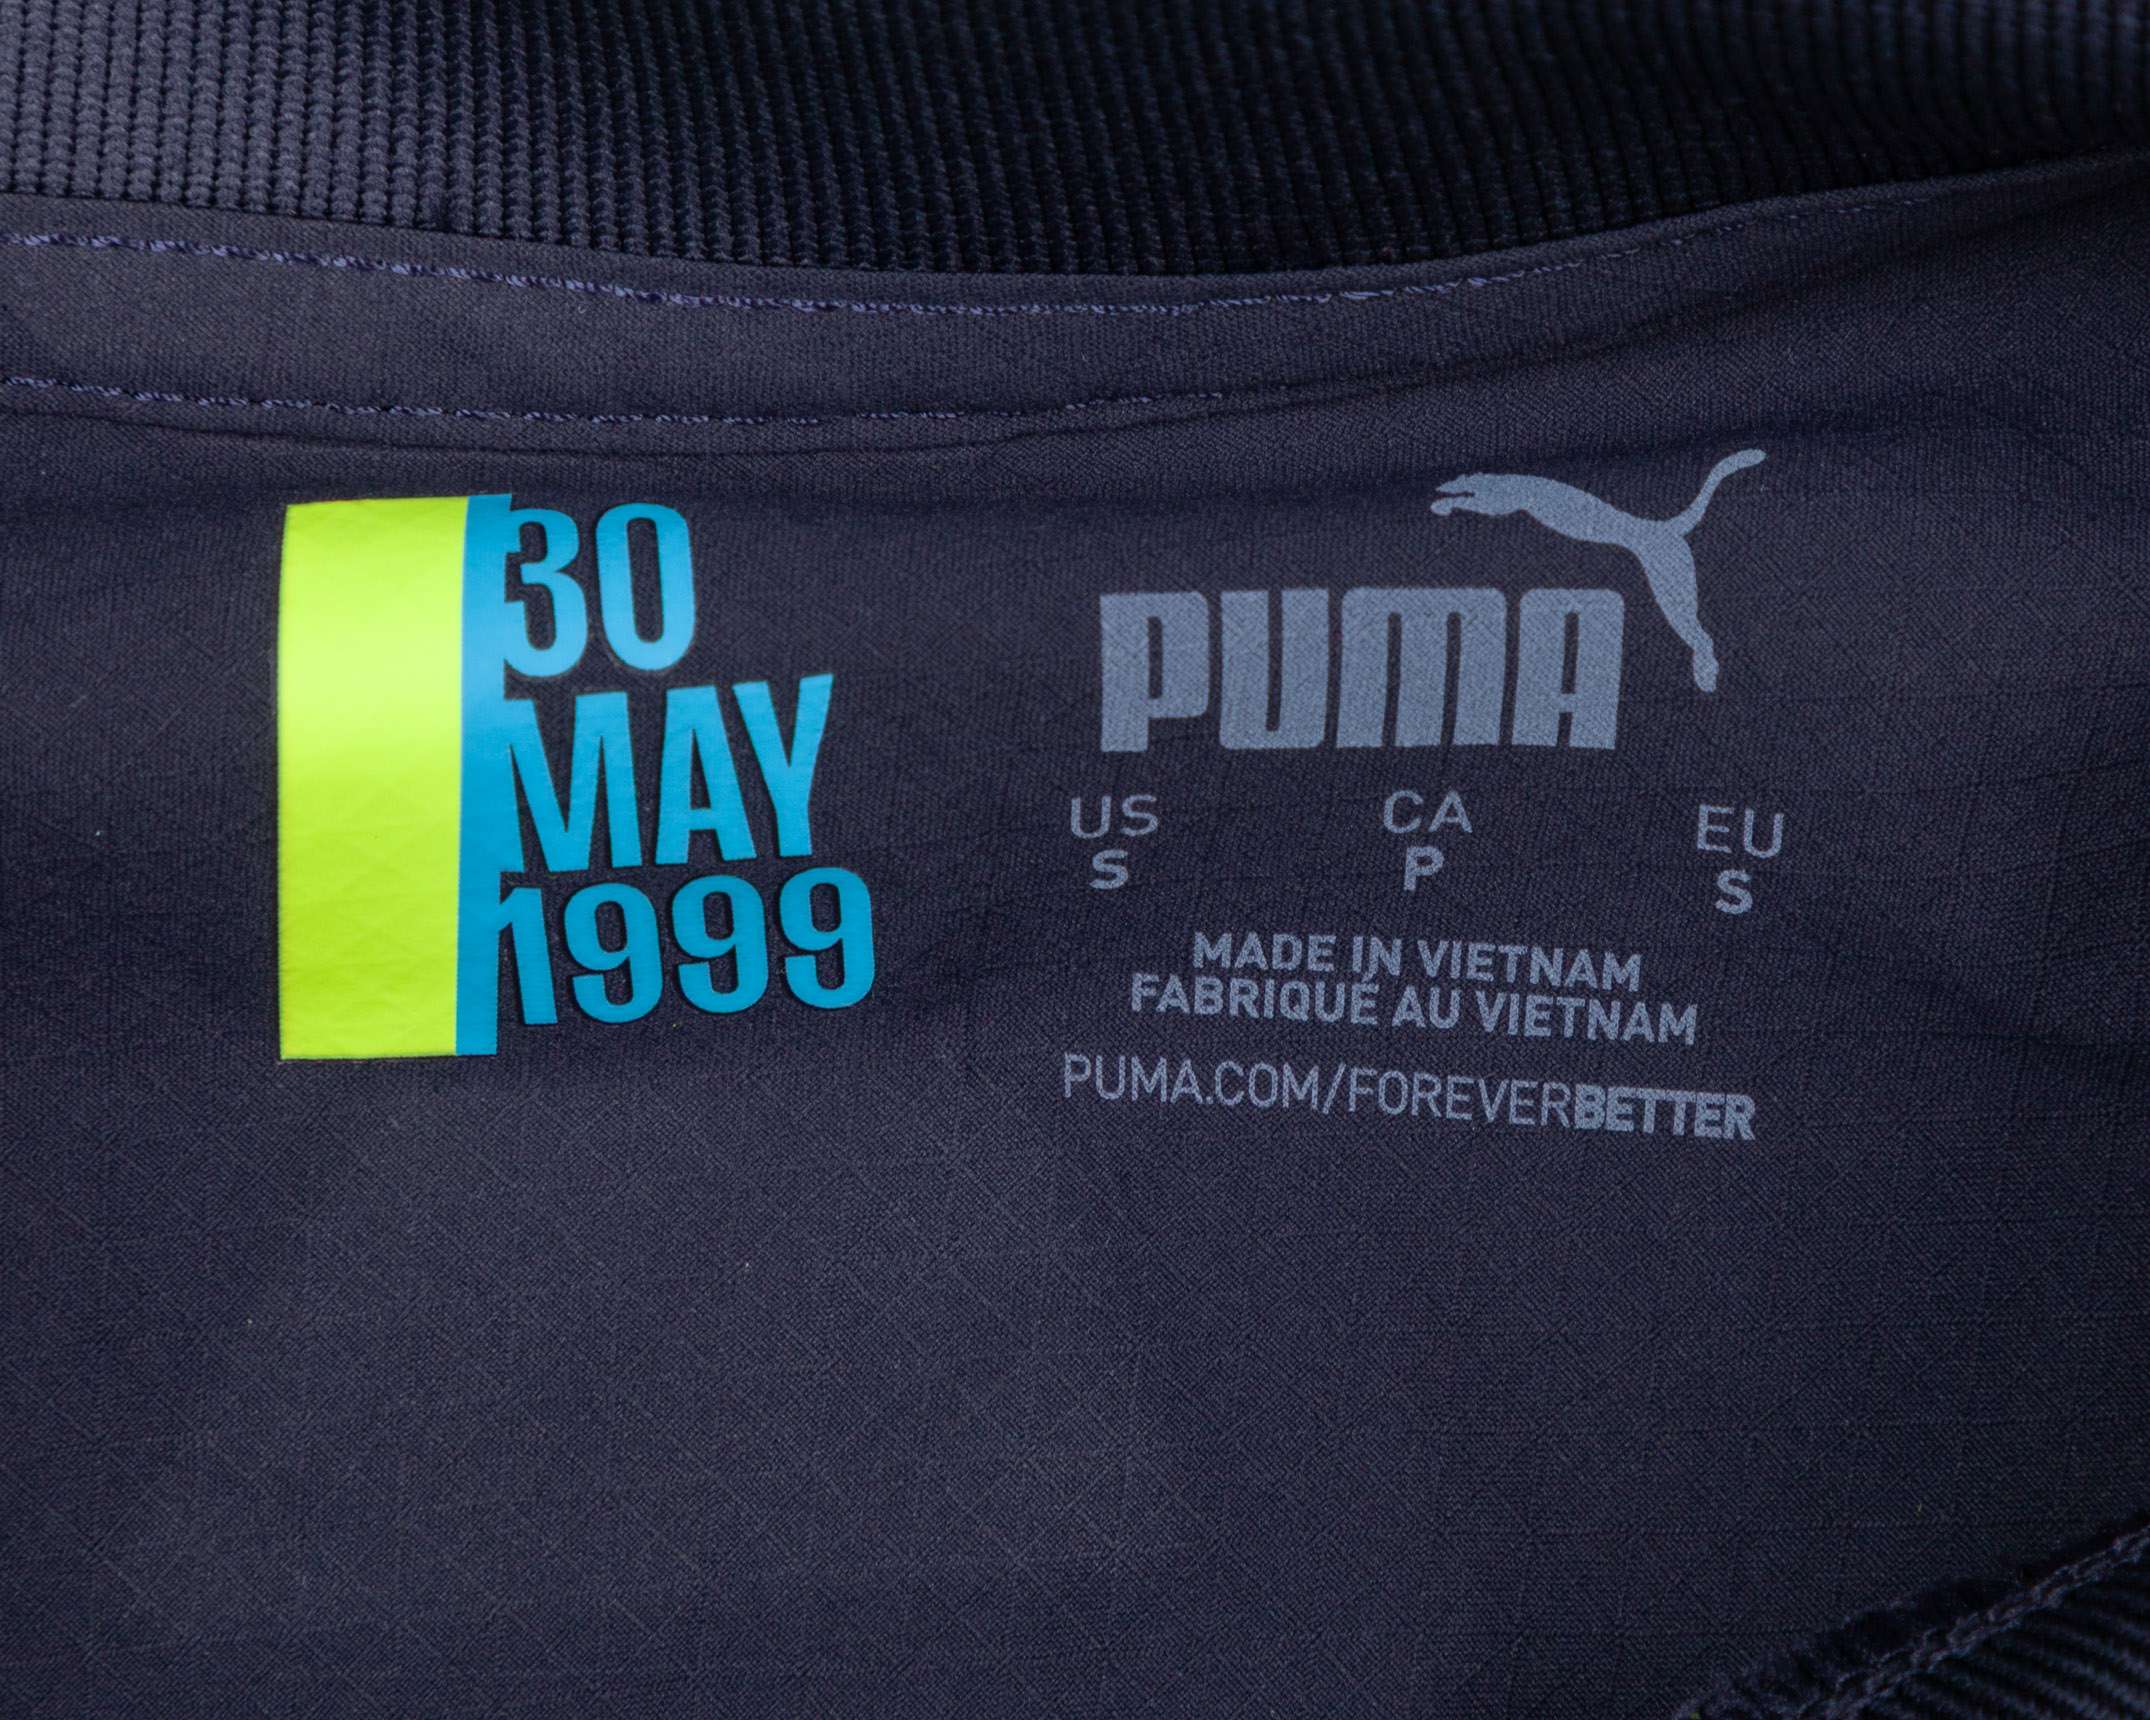 30
MAY
1999
PUMA
US CA EU
S P S
MADE IN VIETNAM
FABRIQUÉ AU VIETNAM
PUMA.COM/FOREVERBETTER